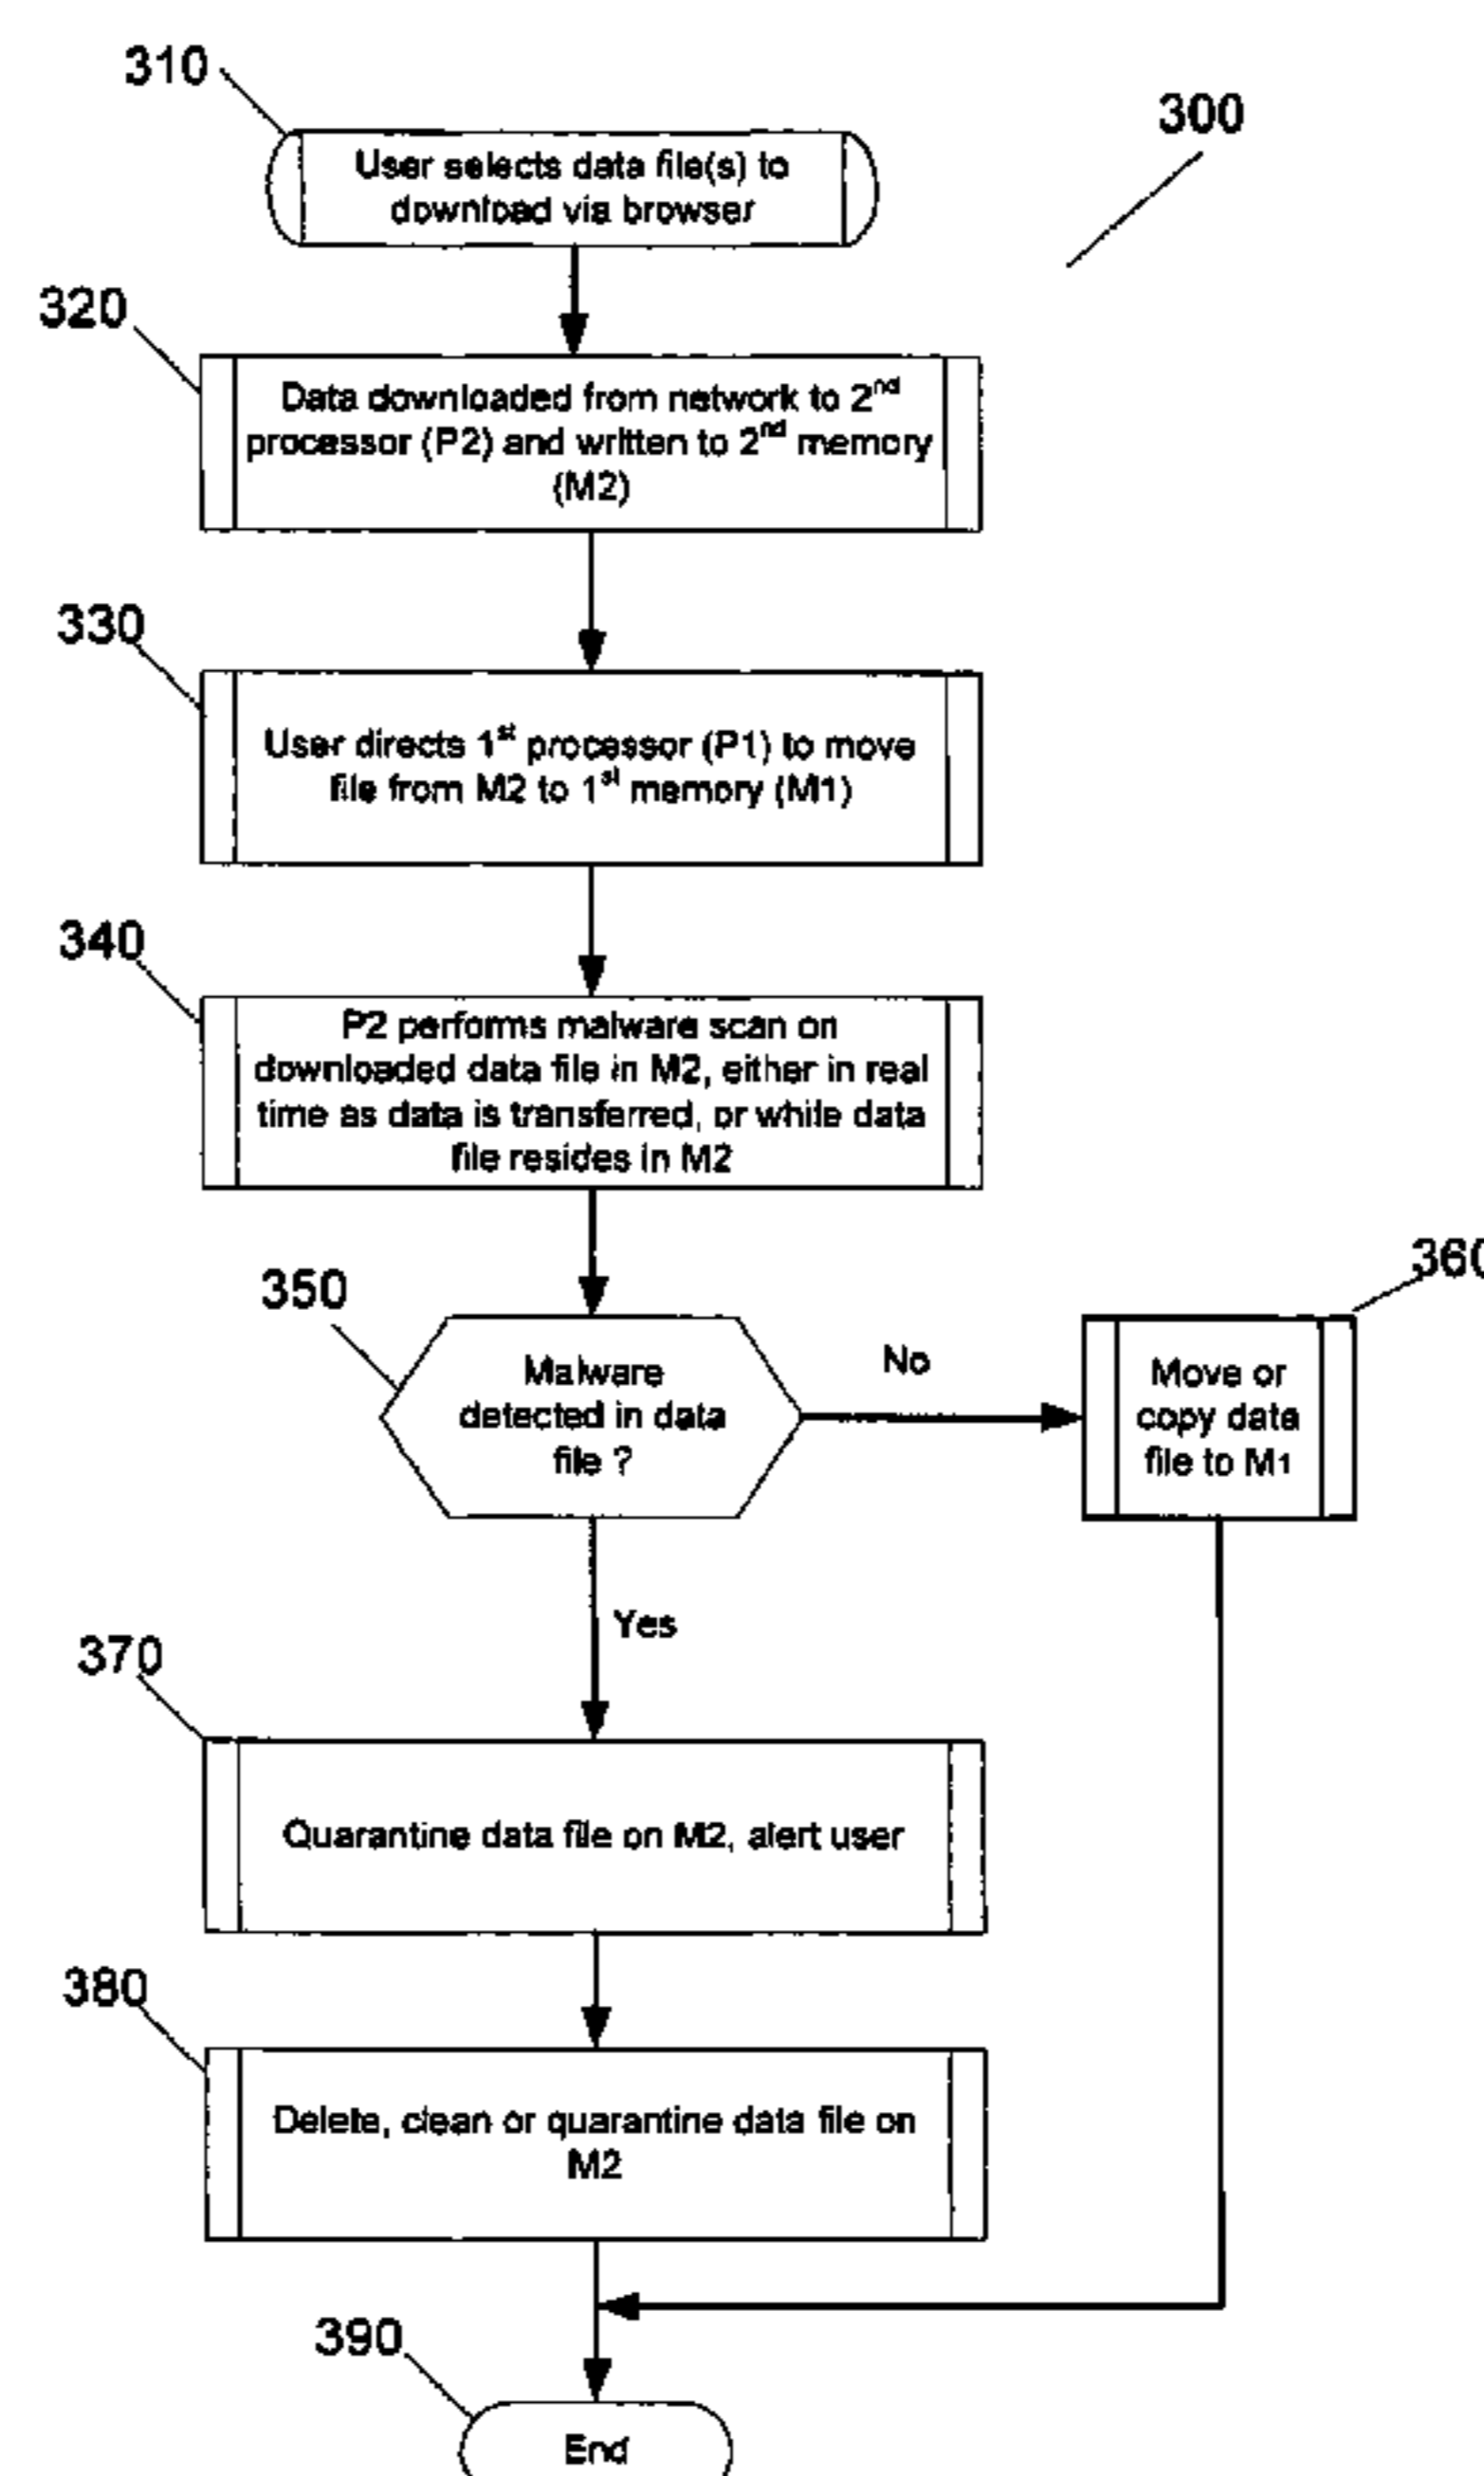 310
300
User selects data file(s) to
download via browser
320
Data downloaded from network to 2nd
processor (P2) and written to 2nd memory
(M2)
330
User directs 1st processor (P1) to move
file from M2 to 1st memory (M1)
340
P2 performs malware scan on
downloaded data file in M2, either in real
time as data is transferred, or while data
file resides in M2
350
360
Malware
detected in data
file ?
No
Move or
copy data
file to M1
Yes
370
Quarantine data file on M2, alert user
380
Delete, clean or quarantine data file on
M2
390
End